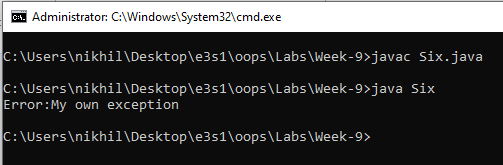 Administrator: C:\Windows\System32\cmd.exe
C:\Users\nikhil\Desktop\e3s1\oops\Labs\Week-9>javac Six.java
C:\Users\nikhil\Desktop\e3s1\oops\Labs\Week-9>java Six
Error:My own exception
C:\Users\nikhil\Desktop\e3s1\oops\Labs\Week-9>